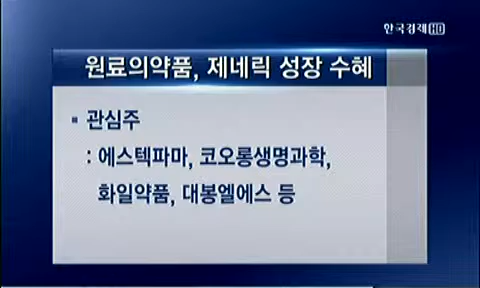 한국경제HD
원료의약품, 제네릭 성장 수혜
▪ 관심주
: 에스텍파마, 코오롱생명과학,
화일약품, 대봉엘에스 등